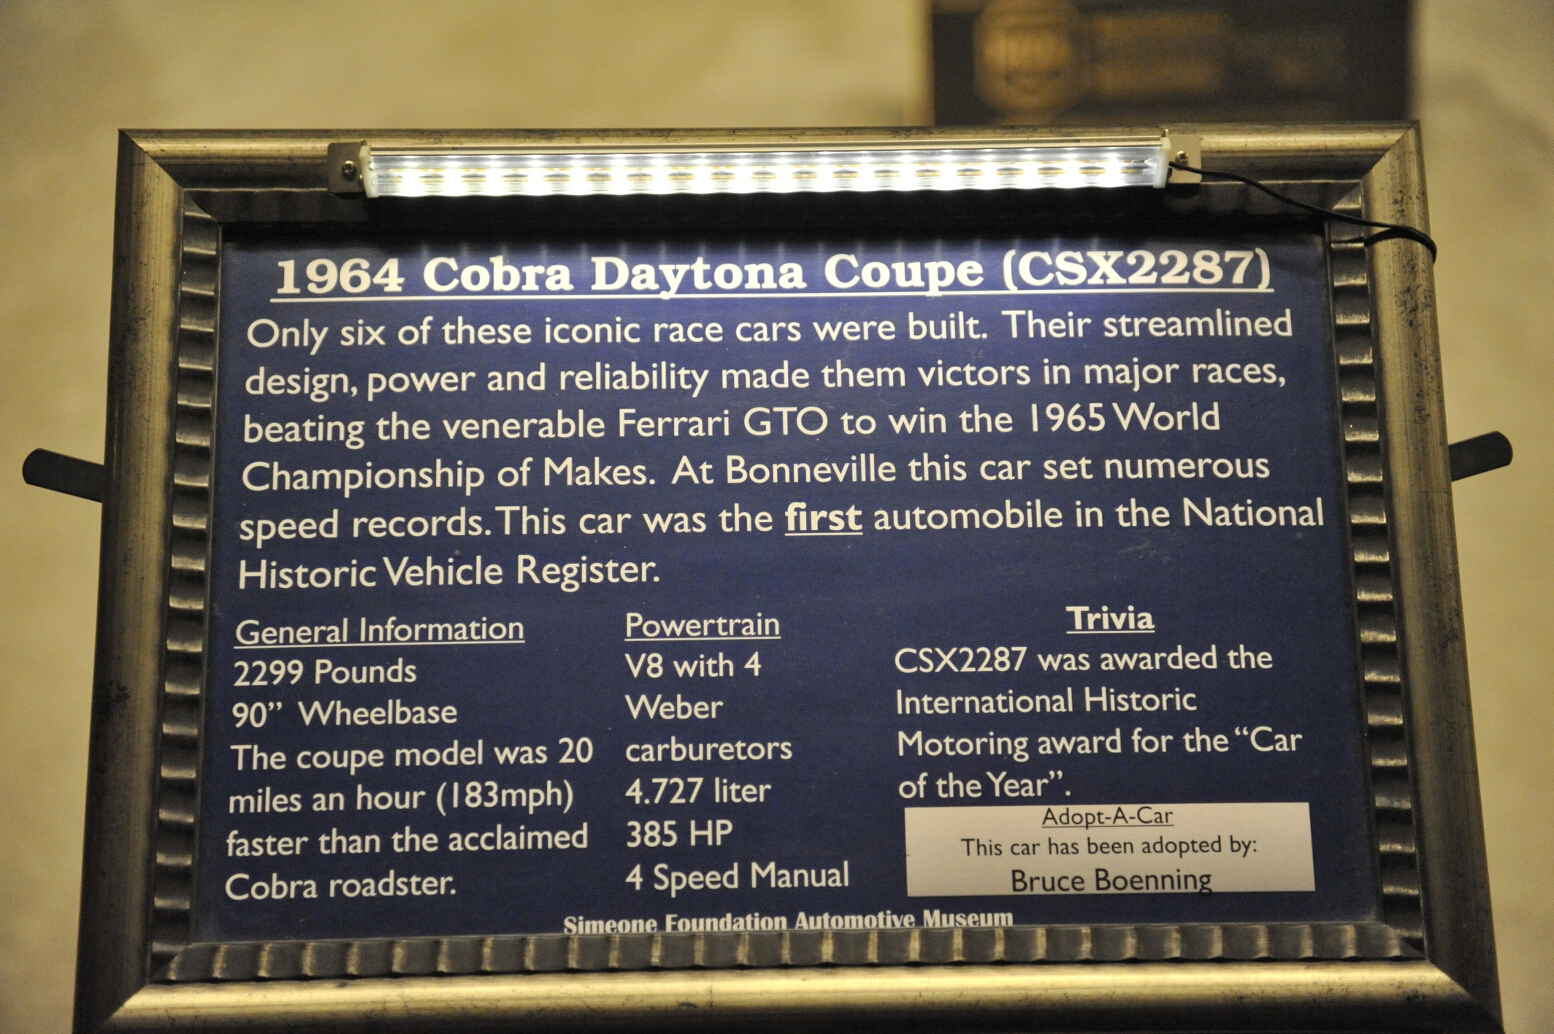 1964 Cobra Daytona Coupe (CSX2287)
Only six of these iconic race cars were built. Their streamlined
design, power and reliability made them victors in major races,
beating the venerable Ferrari GTO to win the 1965 World
Championship of Makes. At Bonneville this car set numerous
speed records. This car was the first automobile in the National
Historic Vehicle Register.
General Information
2299 Pounds
90” Wheelbase
The coupe model was 20
miles an hour (183mph)
faster than the acclaimed
Cobra roadster.
Powertrain
V8 with 4
Weber
carburetors
4.727 liter
385 HP
4 Speed Manual
Trivia
CSX2287 was awarded the
International Historic
Motoring award for the “Car
of the Year”.
Adopt-A-Car
This car has been adopted by:
Bruce Boenning
Simeone Foundation Automotive Museum